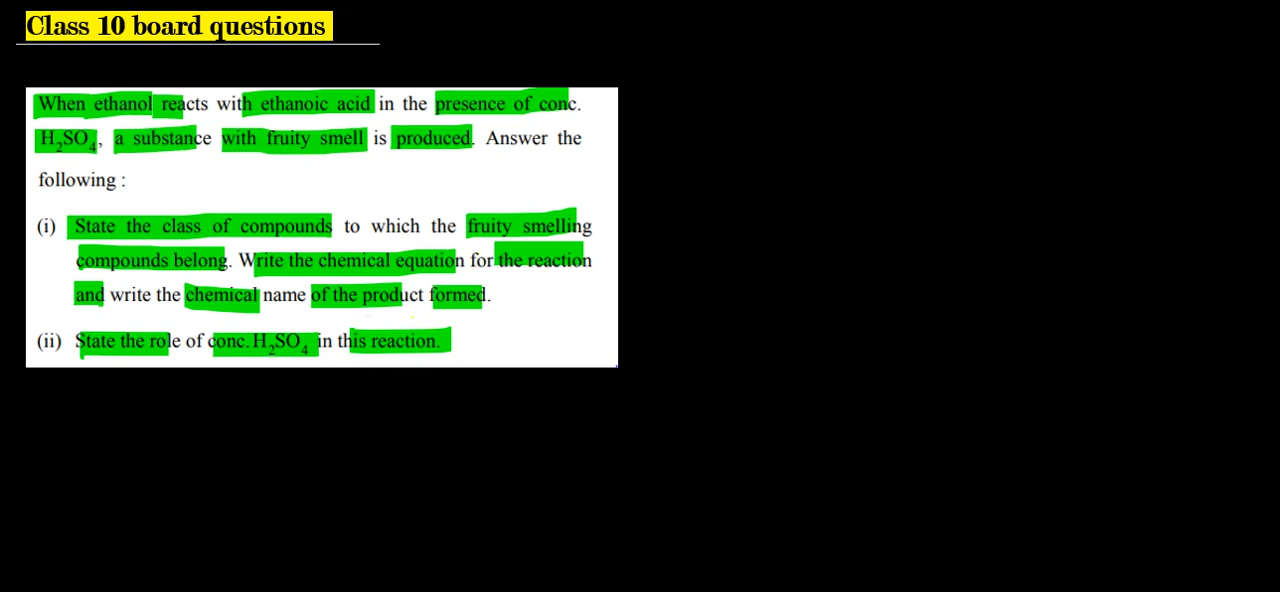 Class 10 board questions
When ethanol reacts with ethanoic acid in the presence of conc.
H₂SO₄, a substance with fruity smell is produced. Answer the
following :
(i) State the class of compounds to which the fruity smelling
compounds belong. Write the chemical equation for the reaction
and write the chemical name of the product formed.
(ii) State the role of conc. H₂SO₄ in this reaction.